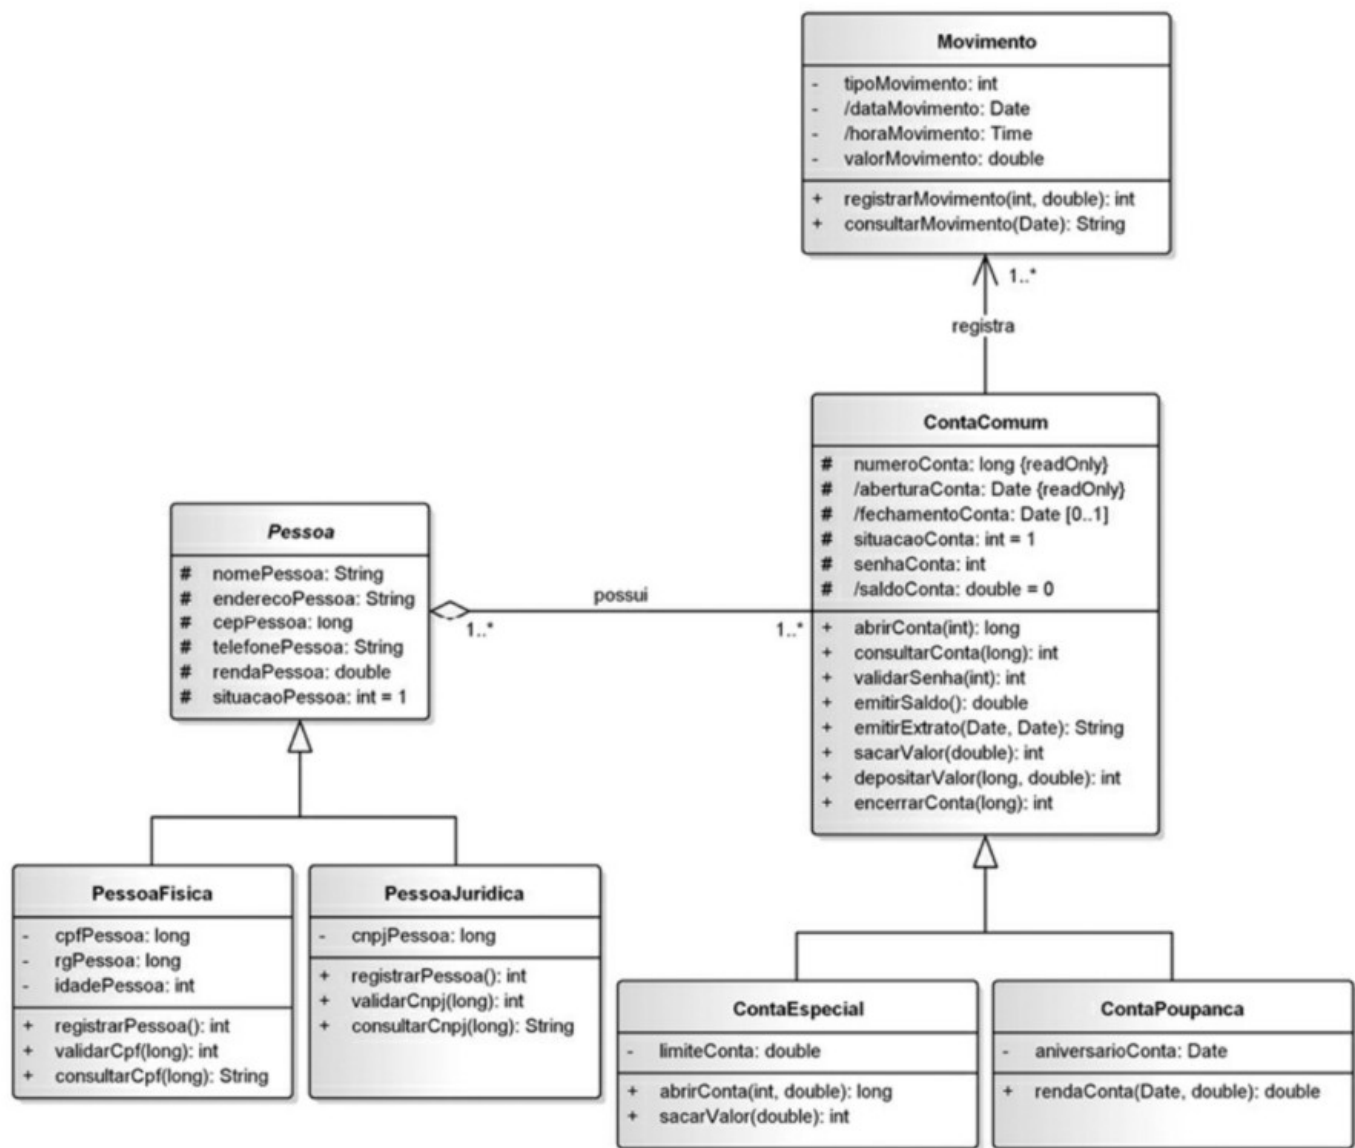 Movimento
- tipoMovimento: int
- /dataMovimento: Date
- /horaMovimento: Time
- valorMovimento: double
+ registrarMovimento(int, double): int
+ consultarMovimento(Date): String
1..*
registra
ContaComum
# numeroConta: long {readOnly}
# /aberturaConta: Date {readOnly}
# /fechamentoConta: Date [0..1]
# situacaoConta: int = 1
# senhaConta: int
# /saldoConta: double = 0
+ abrirConta(int): long
+ consultarConta(long): int
+ validarSenha(int): int
+ emitirSaldo(): double
+ emitirExtrato(Date, Date): String
+ sacarValor(double): int
+ depositarValor(long, double): int
+ encerrarConta(long): int
Pessoa
# nomePessoa: String
# enderecoPessoa: String
# cepPessoa: long
# telefonePessoa: String
# rendaPessoa: double
# situacaoPessoa: int = 1
possui
1..*
1..*
PessoaFisica
- cpfPessoa: long
- rgPessoa: long
- idadePessoa: int
+ registrarPessoa(): int
+ validarCpf(long): int
+ consultarCpf(long): String
PessoaJuridica
- cnpjPessoa: long
+ registrarPessoa(): int
+ validarCnpj(long): int
+ consultarCnpj(long): String
ContaEspecial
- limiteConta: double
+ abrirConta(int, double): long
+ sacarValor(double): int
ContaPoupanca
- aniversarioConta: Date
+ rendaConta(Date, double): double